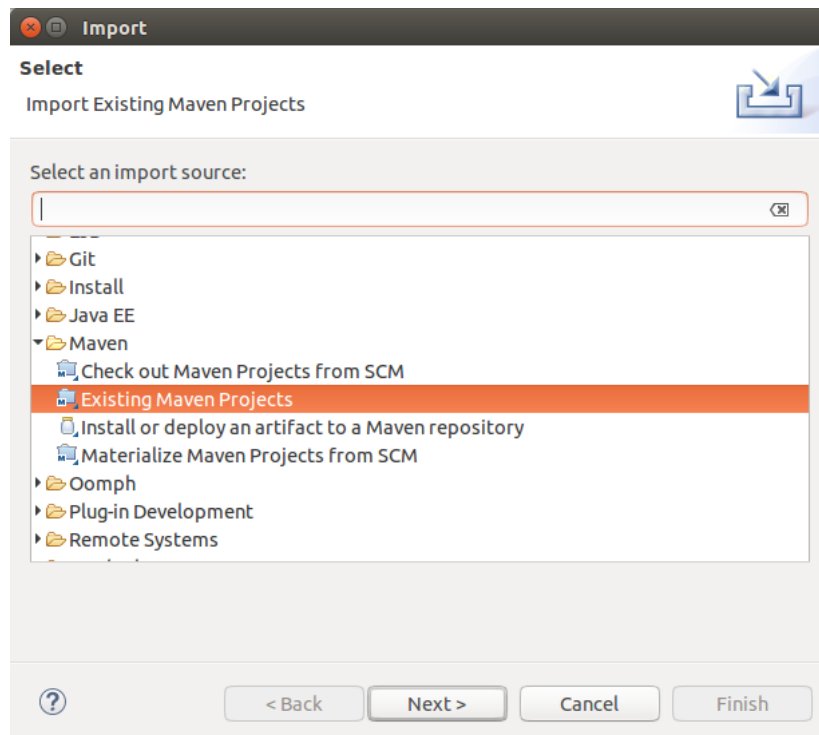 Import
Select
Import Existing Maven Projects
Select an import source:
Git
Install
Java EE
Maven
Check out Maven Projects from SCM
Existing Maven Projects
Install or deploy an artifact to a Maven repository
Materialize Maven Projects from SCM
Oomph
Plug-in Development
Remote Systems
< Back
Next >
Cancel
Finish